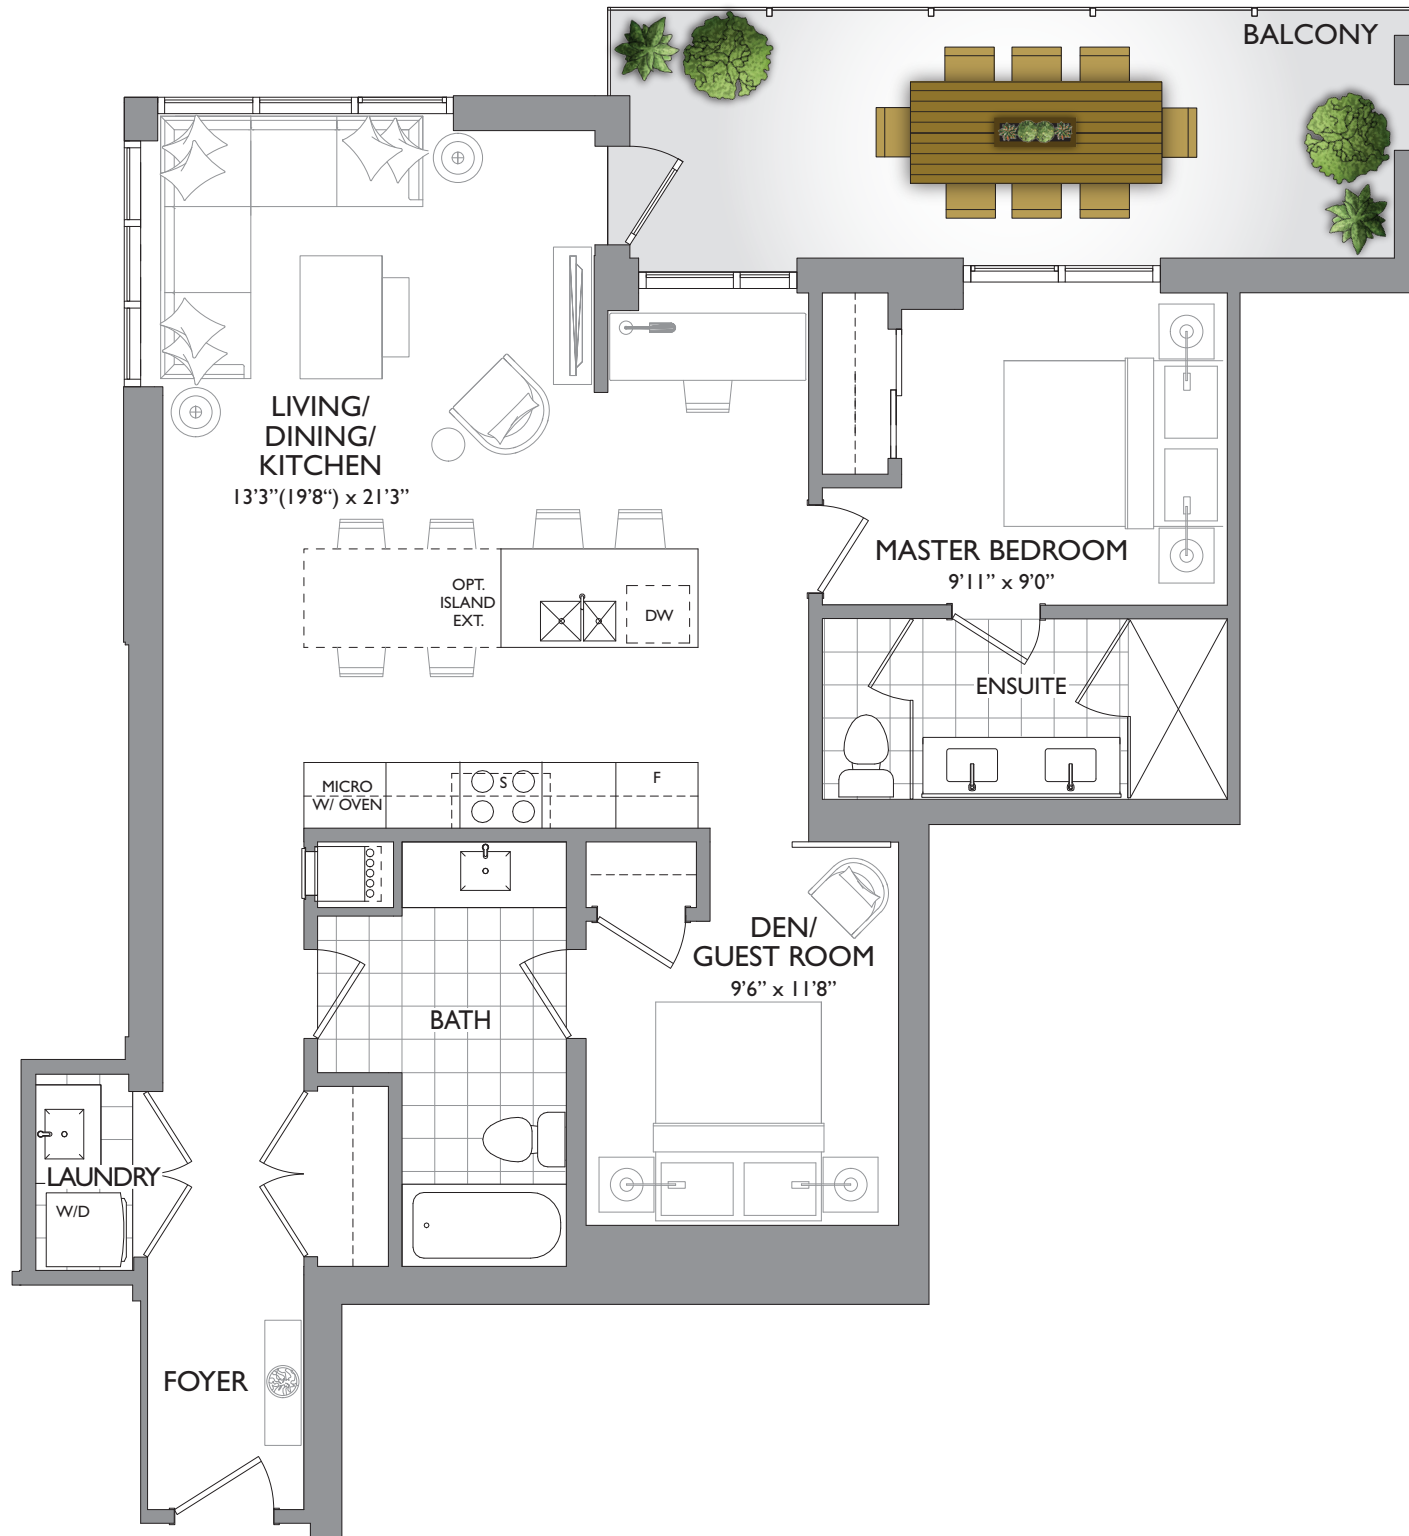 BALCONY
LIVING/
DINING/
KITCHEN
13'3”(19'8“) x 21'3”
MASTER BEDROOM
9'11” x 9'0”
OPT.
ISLAND
EXT.
DW
ENSUITE
MICRO
W/ OVEN
S
F
DEN/
GUEST ROOM
9'6” x 11'8”
BATH
LAUNDRY
W/D
FOYER